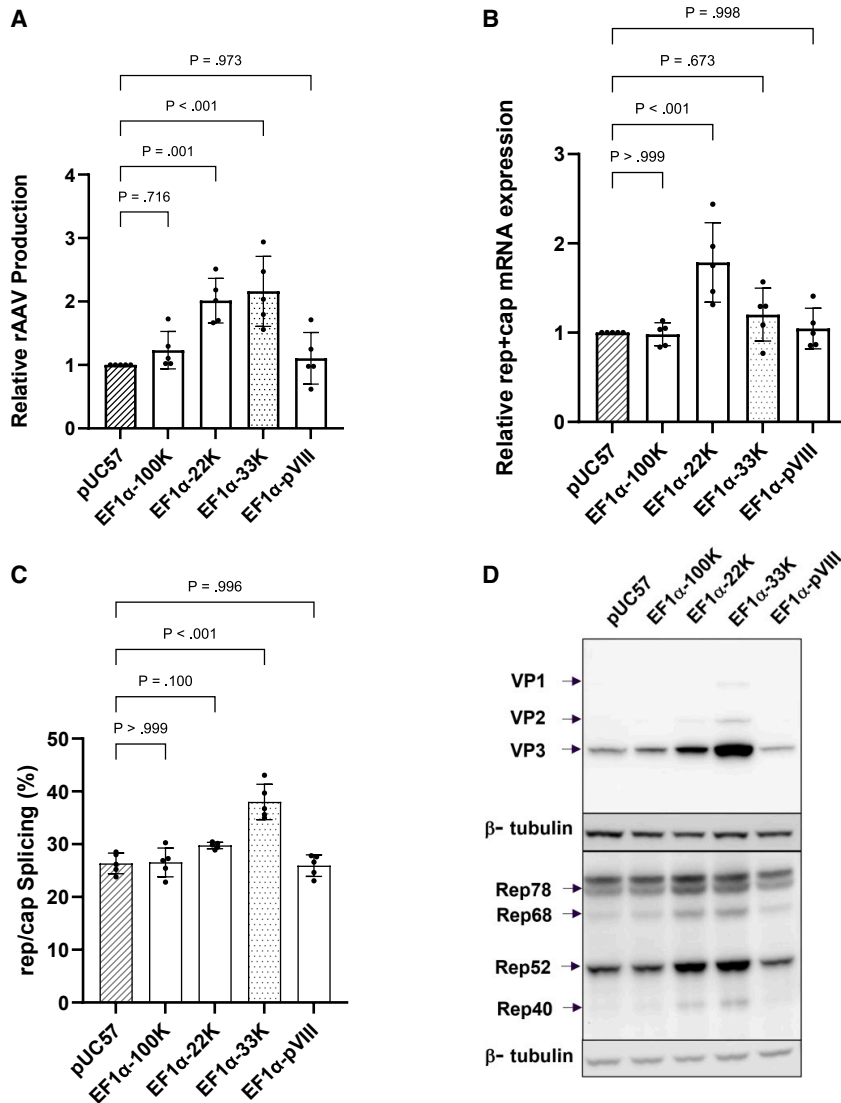 A
P = .973
P < .001
P = .001
P = .716
Relative rAAV Production
4
3
2
1
0
pUC57
EF1α-100K
EF1α-22K
EF1α-33K
EF1α-pVIII
B
P = .998
P = .673
P < .001
P > .999
Relative rep+cap mRNA expression
3
2
1
0
pUC57
EF1α-100K
EF1α-22K
EF1α-33K
EF1α-pVIII
C
P = .996
P < .001
P = .100
P > .999
rep/cap Splicing (%)
50
40
30
20
10
0
pUC57
EF1α-100K
EF1α-22K
EF1α-33K
EF1α-pVIII
D
pUC57
EF1α-100K
EF1α-22K
EF1α-33K
EF1α-pVIII
VP1
VP2
VP3
β- tubulin
Rep78
Rep68
Rep52
Rep40
β- tubulin